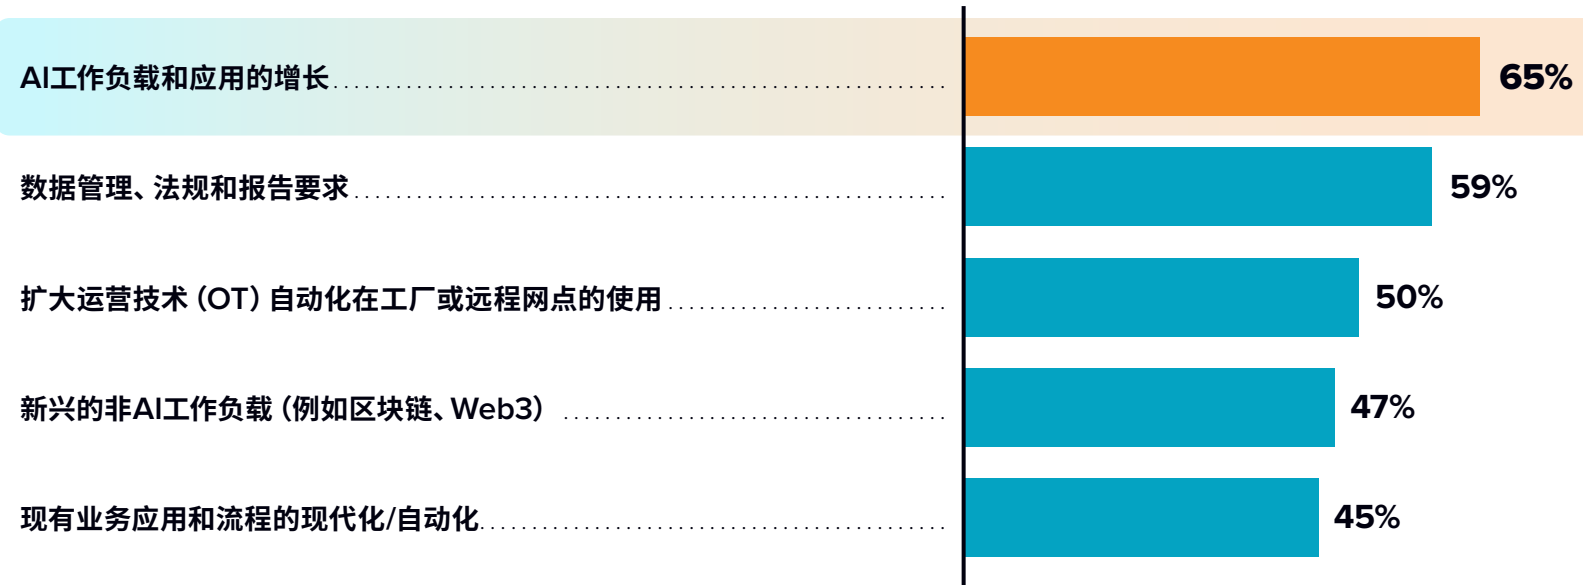 AI工作负载和应用的增长 65%
数据管理、法规和报告要求 59%
扩大运营技术（OT）自动化在工厂或远程网点的使用 50%
新兴的非AI工作负载（例如区块链、Web3） 47%
现有业务应用和流程的现代化/自动化 45%